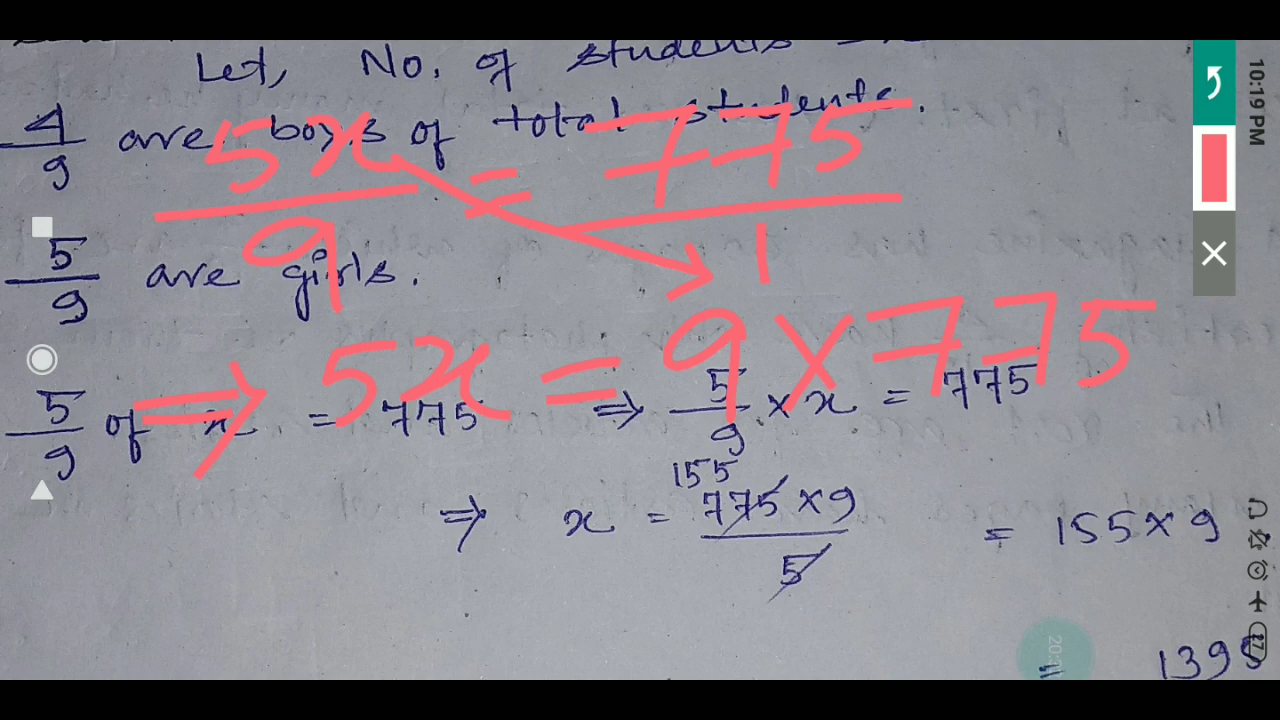 Let, No. of students = x
4/9 are boys of total students.
5x/9 = 775/1
5/9 are girls.
⇒ 5x = 9 × 775
5/9 of x = 775 ⇒ 5/9 × x = 775
⇒ x = 775 × 9 / 5 = 155 × 9
155
= 1395
10:19 PM